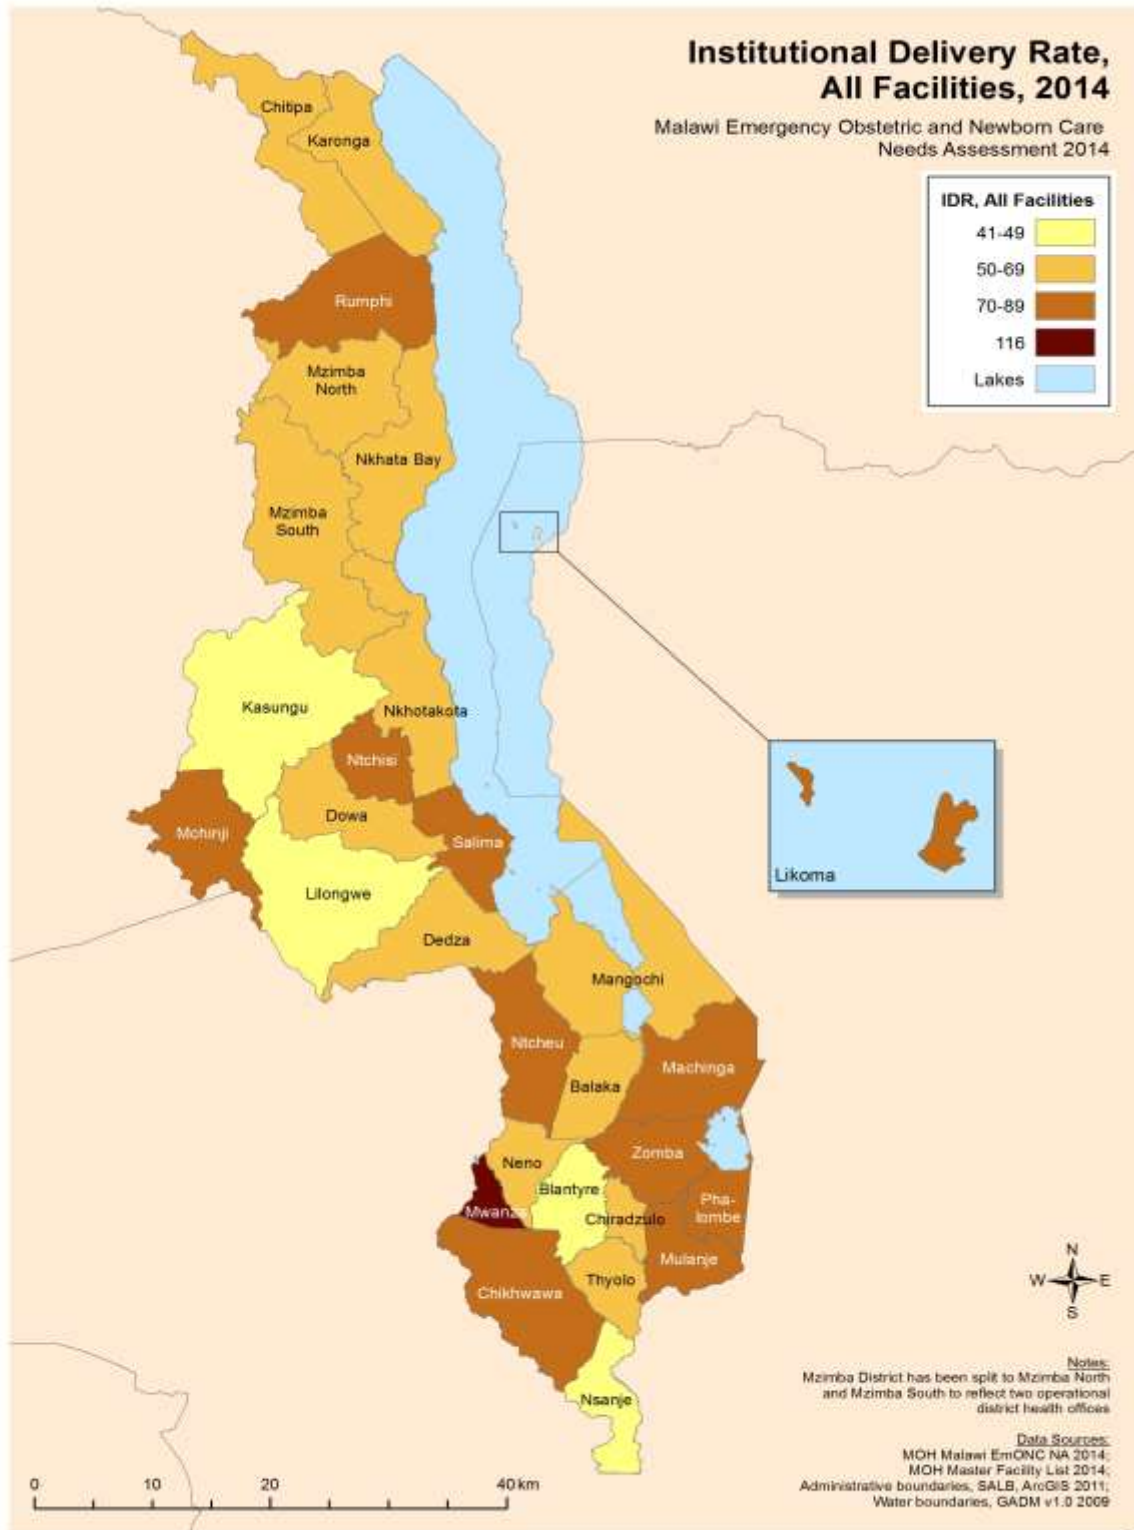 Institutional Delivery Rate,
All Facilities, 2014
Malawi Emergency Obstetric and Newborn Care
Needs Assessment 2014
IDR, All Facilities
41-49
50-69
70-89
116
Lakes
Chitipa
Karonga
Rumphi
Mzimba
North
Nkhata Bay
Mzimba
South
Kasungu
Nkhotakota
Ntchisi
Dowa
Mchinji
Salima
Lilongwe
Likoma
Dedza
Mangochi
Ntcheu
Machinga
Balaka
Zomba
Neno
Blantyre
Pha-
lombe
Mwanza
Chiradzulo
Mulanje
Thyolo
Chikhwawa
Nsanje
N
W
E
S
Notes:
Mzimba District has been split to Mzimba North
and Mzimba South to reflect two operational
district health offices
Data Sources:
MOH Malawi EmONC NA 2014;
MOH Master Facility List 2014;
Administrative boundaries, SALB, ArcGIS 2011;
Water boundaries, GADM v1.0 2009
0 10 20 40 km